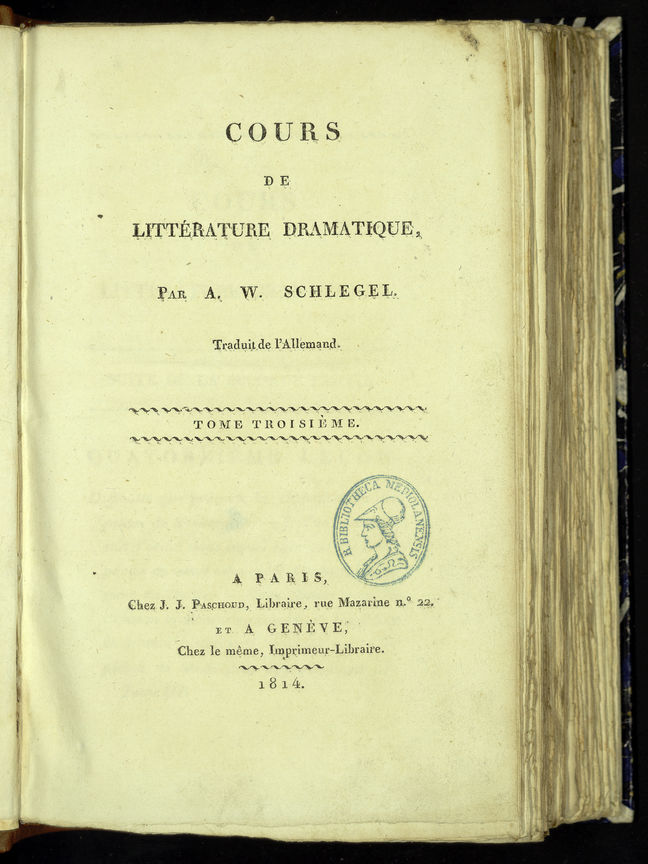 COURS
DE
LITTÉRATURE DRAMATIQUE,
PAR A. W. SCHLEGEL.
Traduit de l'Allemand.
TOME TROISIÈME.
R BIBLIOTHECA MEDIOLANENSIS
A PARIS,
Chez J. J. PASCHOUD, Libraire, rue Mazarine n.° 22.
ET A GENÈVE,
Chez le même, Imprimeur-Libraire.
1814.